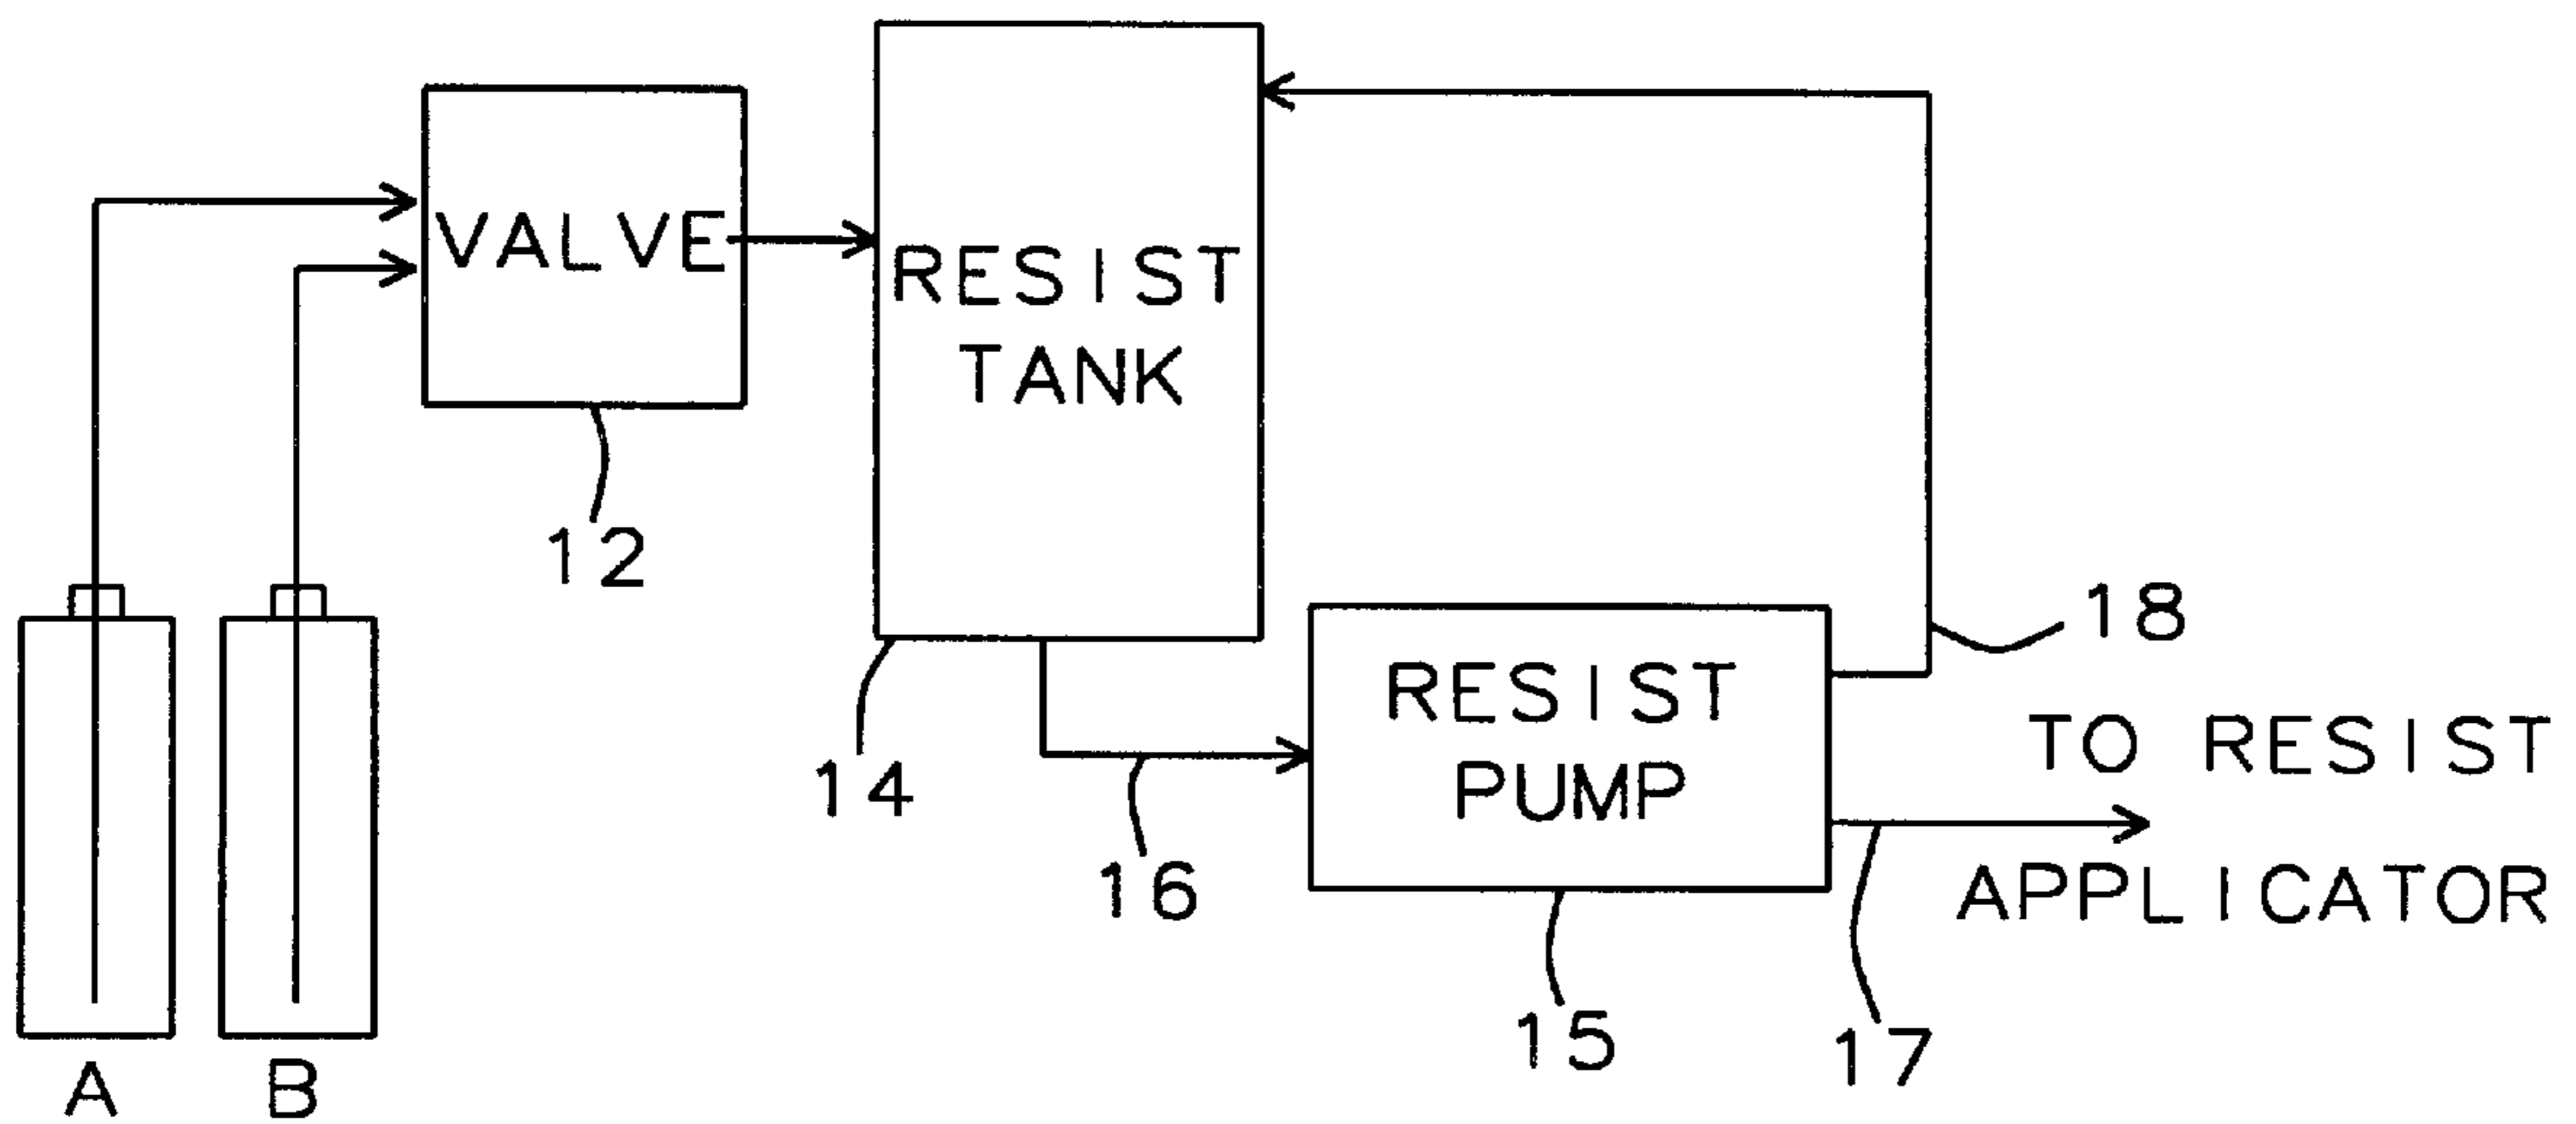 VALVE
RESIST
TANK
12
18
RESIST
PUMP
TO RESIST
APPLICATOR
14
16
15
17
A
B